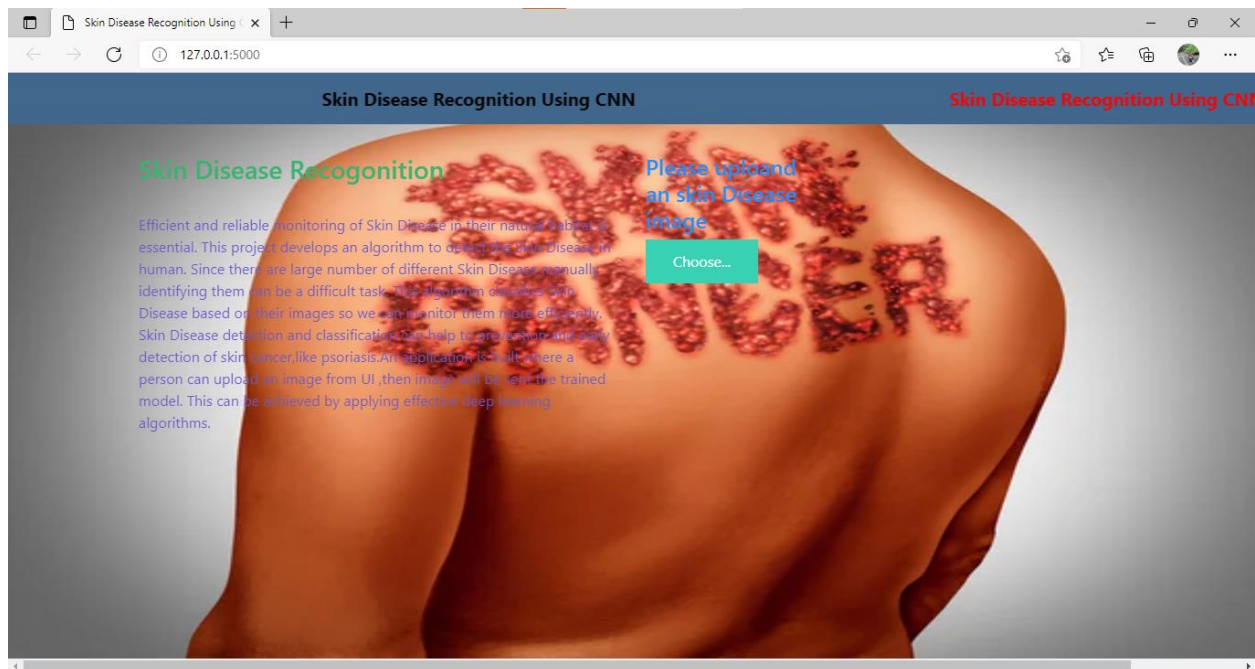 Skin Disease Recognition Using
127.0.0.1:5000
Skin Disease Recognition Using CNN
Skin Disease Recognition Using CNN
Skin Disease Recogonition
Efficient and reliable monitoring of Skin Disease in their natural habitat is
essential. This project develops an algorithm to detect the Skin Disease in
human. Since there are large number of different Skin Disease manually
identifying them can be a difficult task. This algorithm classifies Skin
Disease based on their images so we can monitor them more efficiently.
Skin Disease detection and classification can help to prevention and early
detection of skin cancer,like psoriasis.An application is built where a
person can upload an image from UI ,then image will be sent the trained
model. This can be achieved by applying effective deep learning
algorithms.
Please uploand
an skin Disease
image
Choose...
SKIN
CANCER